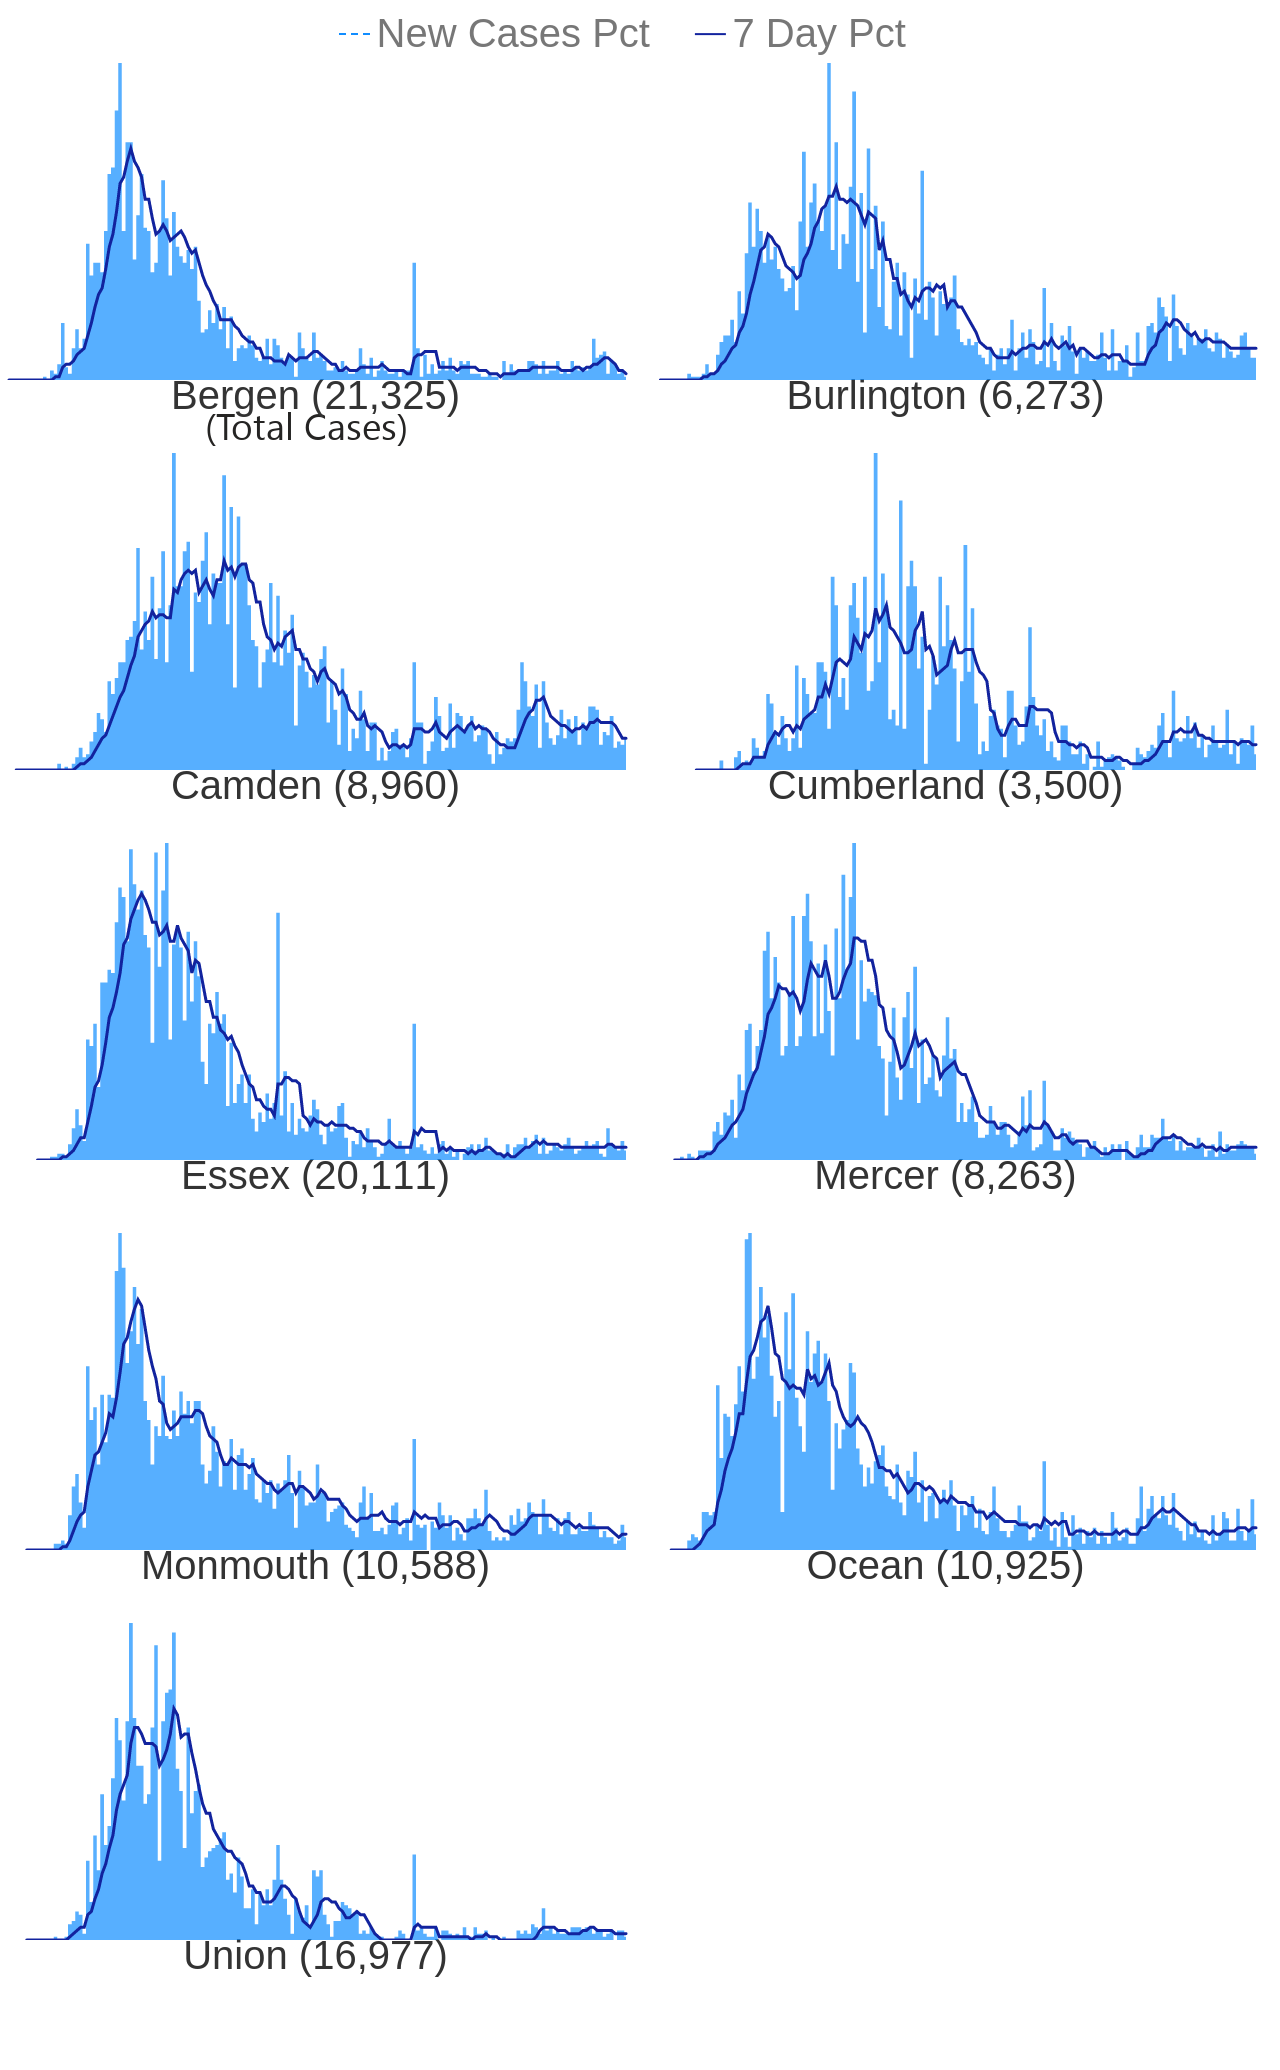 New Cases Pct 7 Day Pct
Bergen (21,325) Burlington (6,273)
(Total Cases)
Camden (8,960) Cumberland (3,500)
Essex (20,111) Mercer (8,263)
Monmouth (10,588) Ocean (10,925)
Union (16,977)